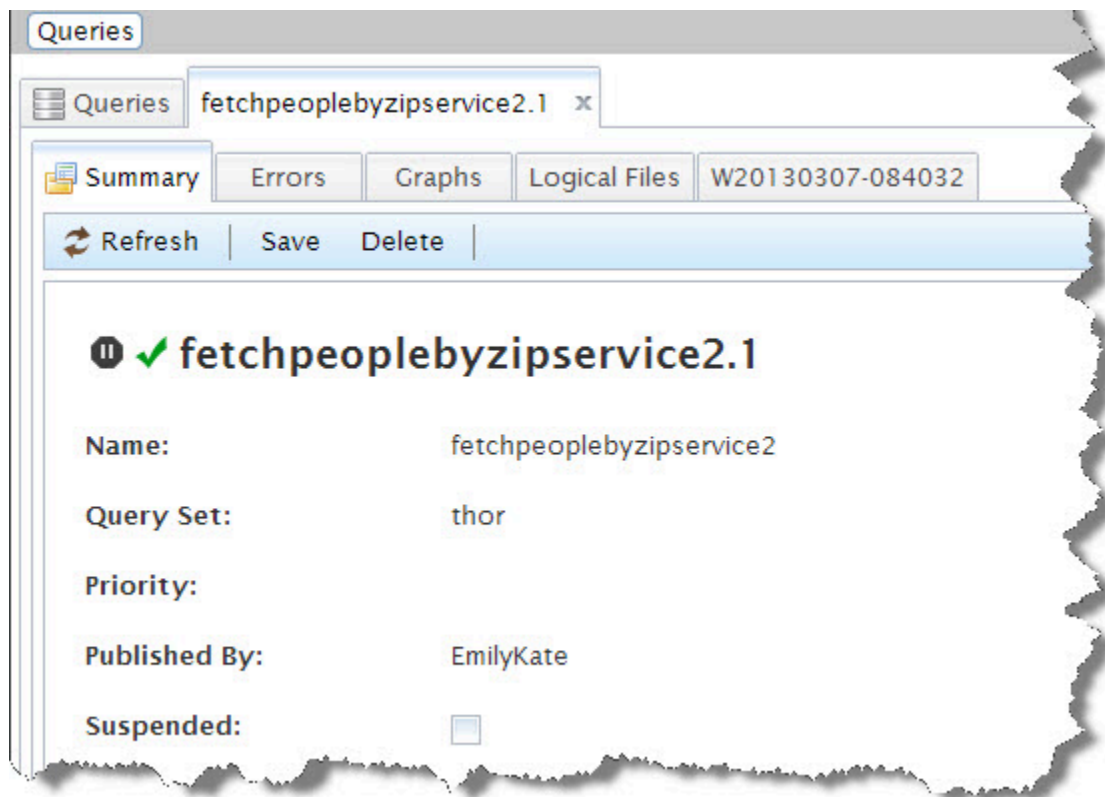 Queries
Queries fetchpeoplebyzipservice2.1 x
Summary Errors Graphs Logical Files W20130307-084032
Refresh Save Delete
fetchpeoplebyzipservice2.1
Name: fetchpeoplebyzipservice2
Query Set: thor
Priority:
Published By: EmilyKate
Suspended: